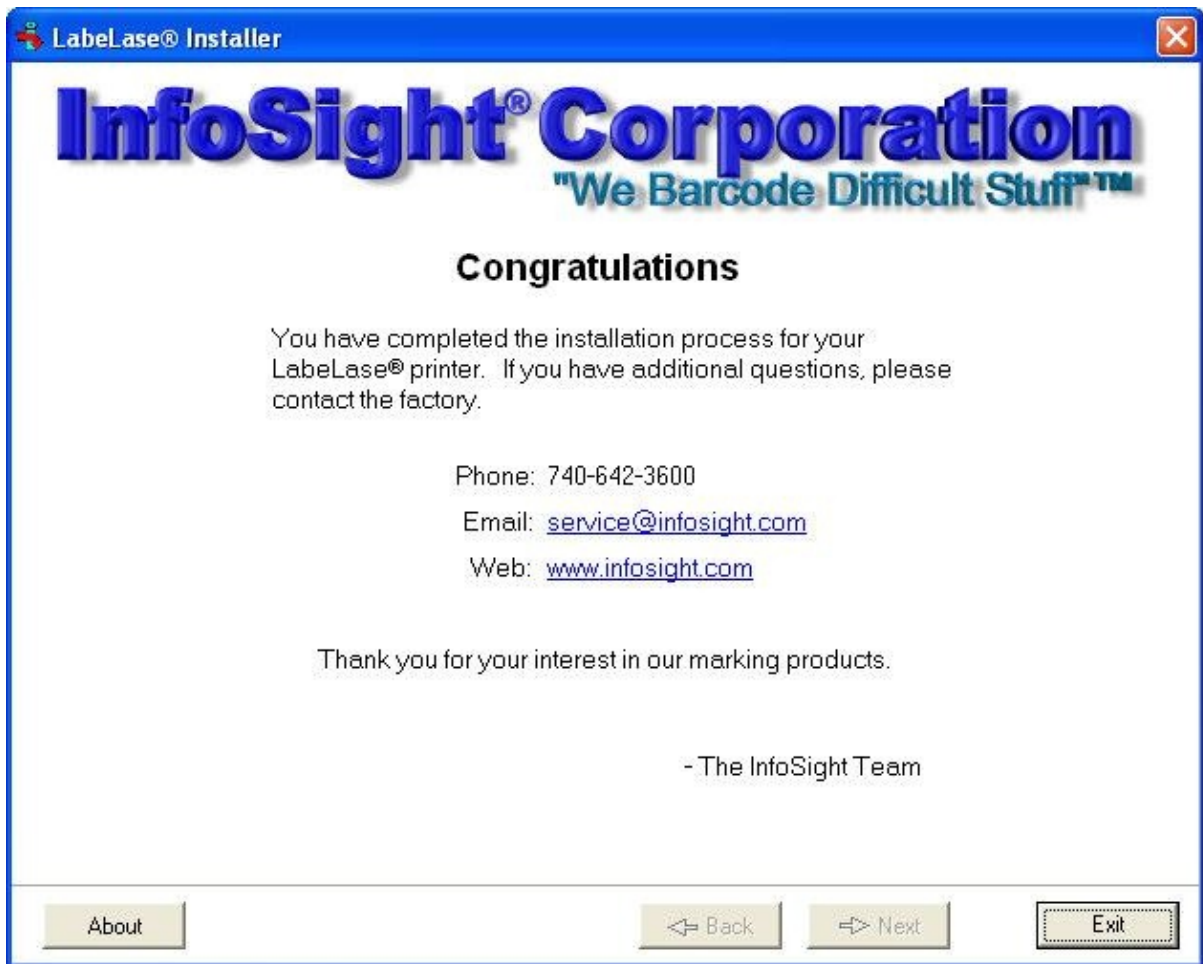 LabeLase® Installer
InfoSight® Corporation
"We Barcode Difficult Stuff"™
Congratulations
You have completed the installation process for your
LabeLase® printer.  If you have additional questions, please
contact the factory.
Phone: 740-642-3600
Email: service@infosight.com
Web: www.infosight.com
Thank you for your interest in our marking products.
- The InfoSight Team
About
Back
Next
Exit